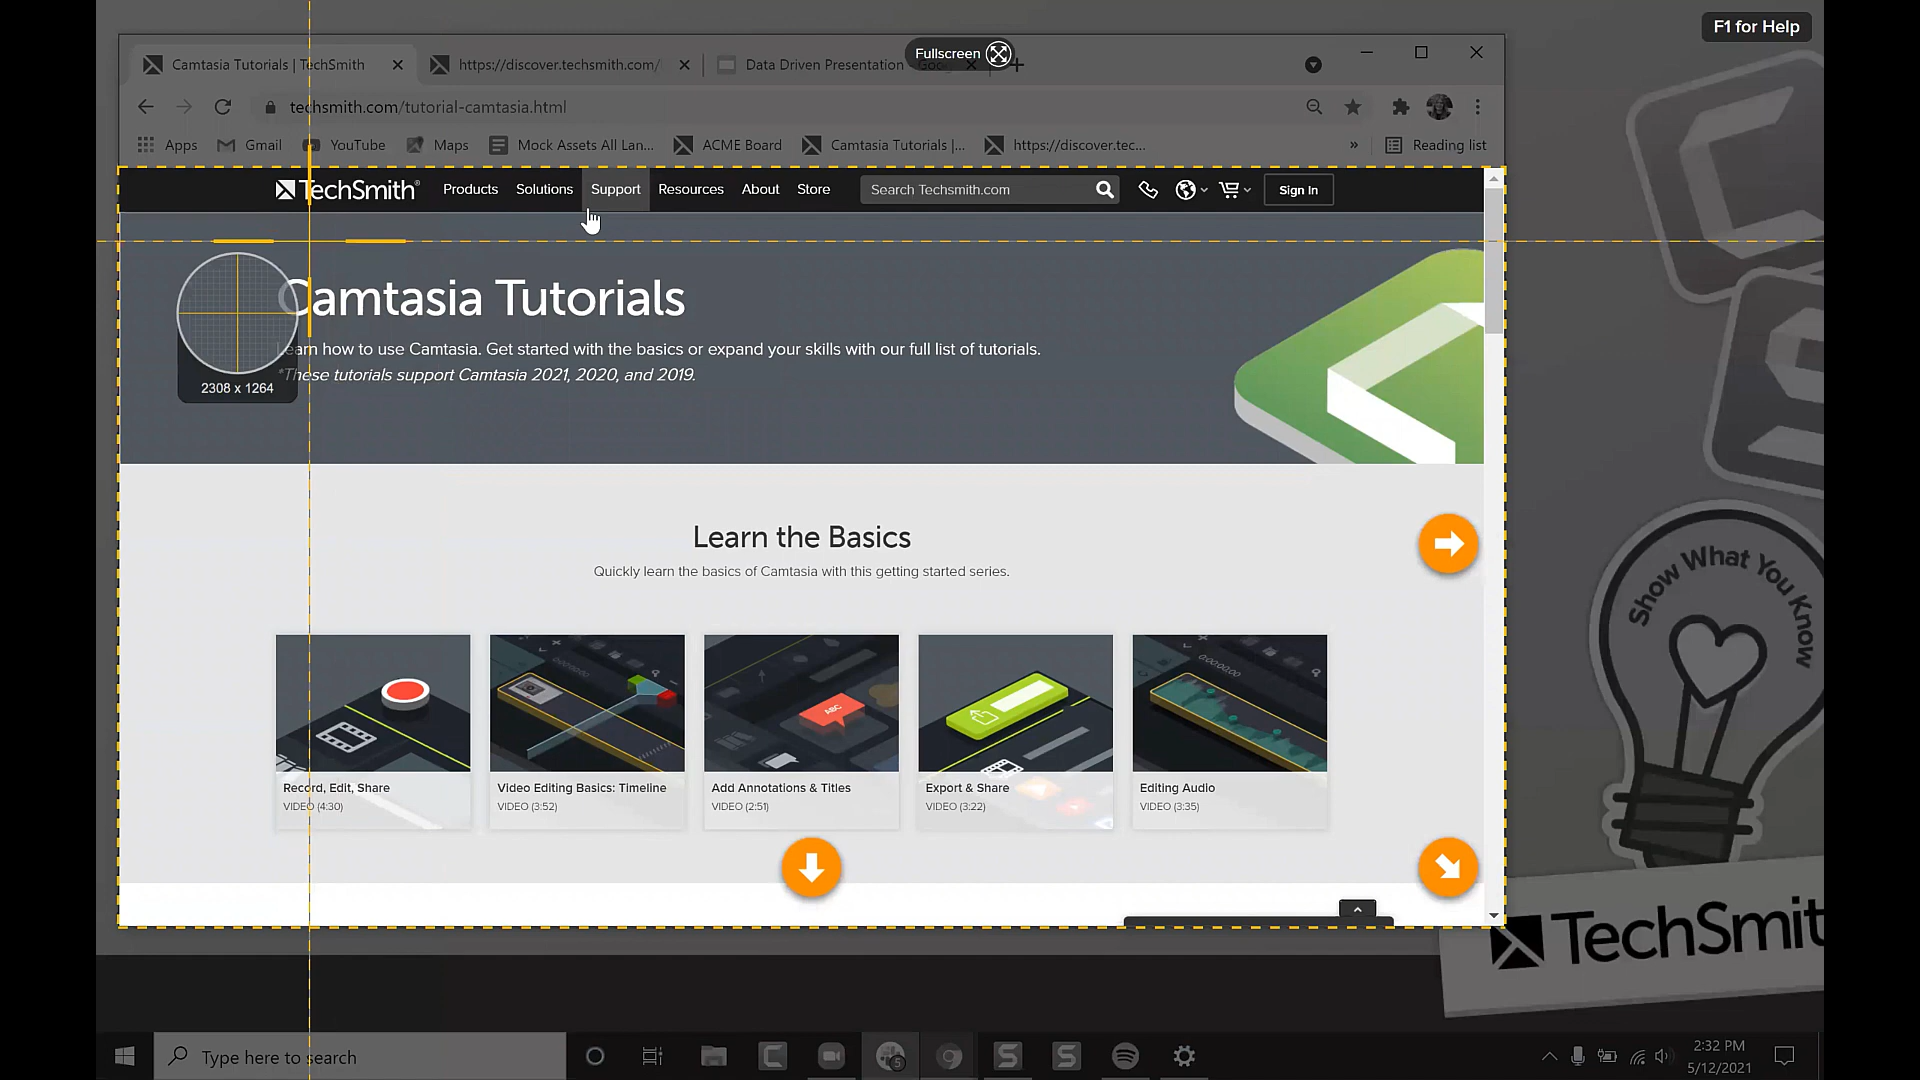 F1 for Help
Fullscreen
Camtasia Tutorials | TechSmith
https://discover.techsmith.com/
Data Driven Presentation
techsmith.com/tutorial-camtasia.html
Apps
Gmail
YouTube
Maps
Mock Assets All Lan...
ACME Board
Camtasia Tutorials |...
https://discover.tec...
»
Reading list
TechSmith
Products
Solutions
Support
Resources
About
Store
Search Techsmith.com
Sign In
Camtasia Tutorials
Learn how to use Camtasia. Get started with the basics or expand your skills with our full list of tutorials.
*These tutorials support Camtasia 2021, 2020, and 2019.
2308 x 1264
Learn the Basics
Quickly learn the basics of Camtasia with this getting started series.
ABC
Record, Edit, Share
VIDEO (4:30)
Video Editing Basics: Timeline
VIDEO (3:52)
Add Annotations & Titles
VIDEO (2:51)
Export & Share
VIDEO (3:22)
Editing Audio
VIDEO (3:35)
Show What You Know
TechSmit
Type here to search
5
2:32 PM
5/12/2021